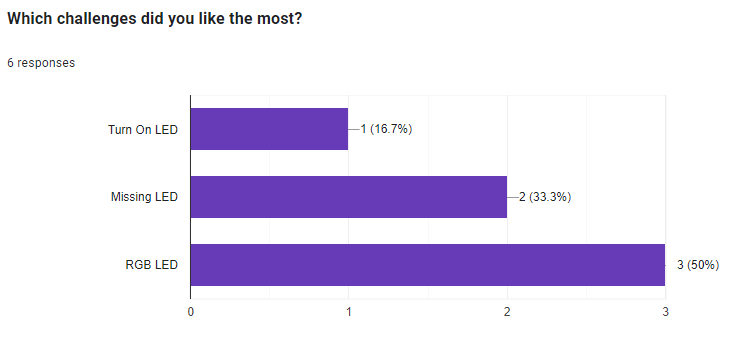 Which challenges did you like the most?
6 responses
Turn On LED
1 (16.7%)
Missing LED
2 (33.3%)
RGB LED
3 (50%)
0
1
2
3